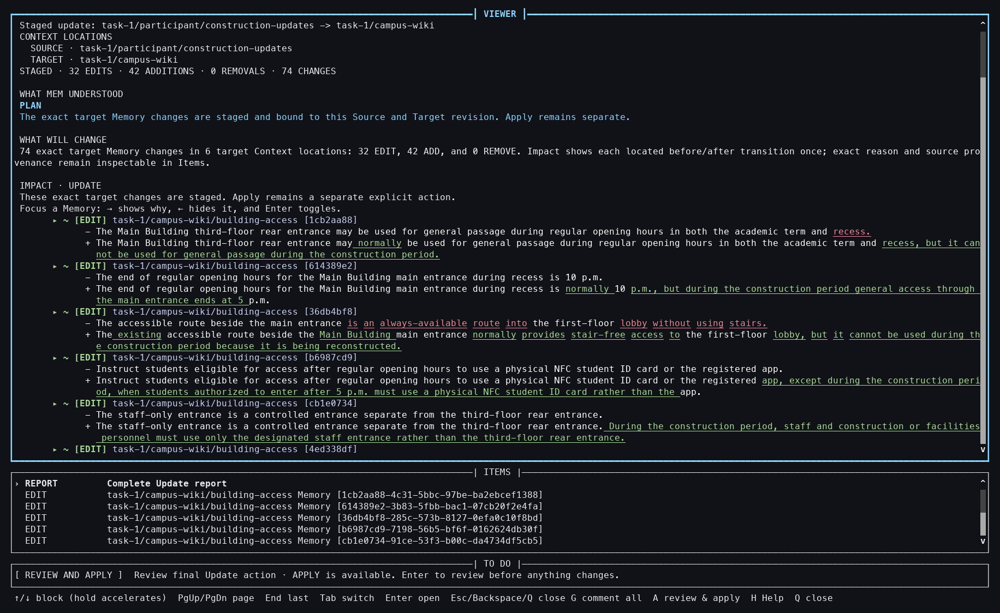 VIEWER
Staged update: task-1/participant/construction-updates -> task-1/campus-wiki
CONTEXT LOCATIONS
SOURCE · task-1/participant/construction-updates
TARGET · task-1/campus-wiki
STAGED · 32 EDITS · 42 ADDITIONS · 0 REMOVALS · 74 CHANGES
WHAT MEM UNDERSTOOD
PLAN
The exact target Memory changes are staged and bound to this Source and Target revision. Apply remains separate.
WHAT WILL CHANGE
74 exact target Memory changes in 6 target Context locations: 32 EDIT, 42 ADD, and 0 REMOVE. Impact shows each located before/after transition once; exact reason and source pro
venance remain inspectable in Items.
IMPACT · UPDATE
These exact target changes are staged. Apply remains a separate explicit action.
Focus a Memory: → shows why, ← hides it, and Enter toggles.
▸ ~ [EDIT] task-1/campus-wiki/building-access [1cb2aa88]
− The Main Building third-floor rear entrance may be used for general passage during regular opening hours in both the academic term and recess.
+ The Main Building third-floor rear entrance may normally be used for general passage during regular opening hours in both the academic term and recess, but it can
not be used for general passage during the construction period.
▸ ~ [EDIT] task-1/campus-wiki/building-access [614389e2]
− The end of regular opening hours for the Main Building main entrance during recess is 10 p.m.
+ The end of regular opening hours for the Main Building main entrance during recess is normally 10 p.m., but during the construction period general access through
the main entrance ends at 5 p.m.
▸ ~ [EDIT] task-1/campus-wiki/building-access [36db4bf8]
− The accessible route beside the main entrance is an always-available route into the first-floor lobby without using stairs.
+ The existing accessible route beside the Main Building main entrance normally provides stair-free access to the first-floor lobby, but it cannot be used during th
e construction period because it is being reconstructed.
▸ ~ [EDIT] task-1/campus-wiki/building-access [b6987cd9]
− Instruct students eligible for access after regular opening hours to use a physical NFC student ID card or the registered app.
+ Instruct students eligible for access after regular opening hours to use a physical NFC student ID card or the registered app, except during the construction peri
od, when students authorized to enter after 5 p.m. must use a physical NFC student ID card rather than the app.
▸ ~ [EDIT] task-1/campus-wiki/building-access [cb1e0734]
− The staff-only entrance is a controlled entrance separate from the third-floor rear entrance.
+ The staff-only entrance is a controlled entrance separate from the third-floor rear entrance. During the construction period, staff and construction or facilities
personnel must use only the designated staff entrance rather than the third-floor rear entrance.
▸ ~ [EDIT] task-1/campus-wiki/building-access [4ed338df]
ITEMS
› REPORT Complete Update report
EDIT task-1/campus-wiki/building-access Memory [1cb2aa88-4c31-5bbc-97be-ba2ebcef1388]
EDIT task-1/campus-wiki/building-access Memory [614389e2-3b83-5fbb-bac1-07cb20f2e4fa]
EDIT task-1/campus-wiki/building-access Memory [36db4bf8-285c-573b-8127-0efa0c10f8bd]
EDIT task-1/campus-wiki/building-access Memory [b6987cd9-7198-56b5-bf6f-0162624db30f]
EDIT task-1/campus-wiki/building-access Memory [cb1e0734-91ce-53f3-b00c-da4734df5cb5]
TO DO
[ REVIEW AND APPLY ] Review final Update action · APPLY is available. Enter to review before anything changes.
↑/↓ block (hold accelerates) PgUp/PgDn page End last Tab switch Enter open Esc/Backspace/Q close G comment all A review & apply H Help Q close